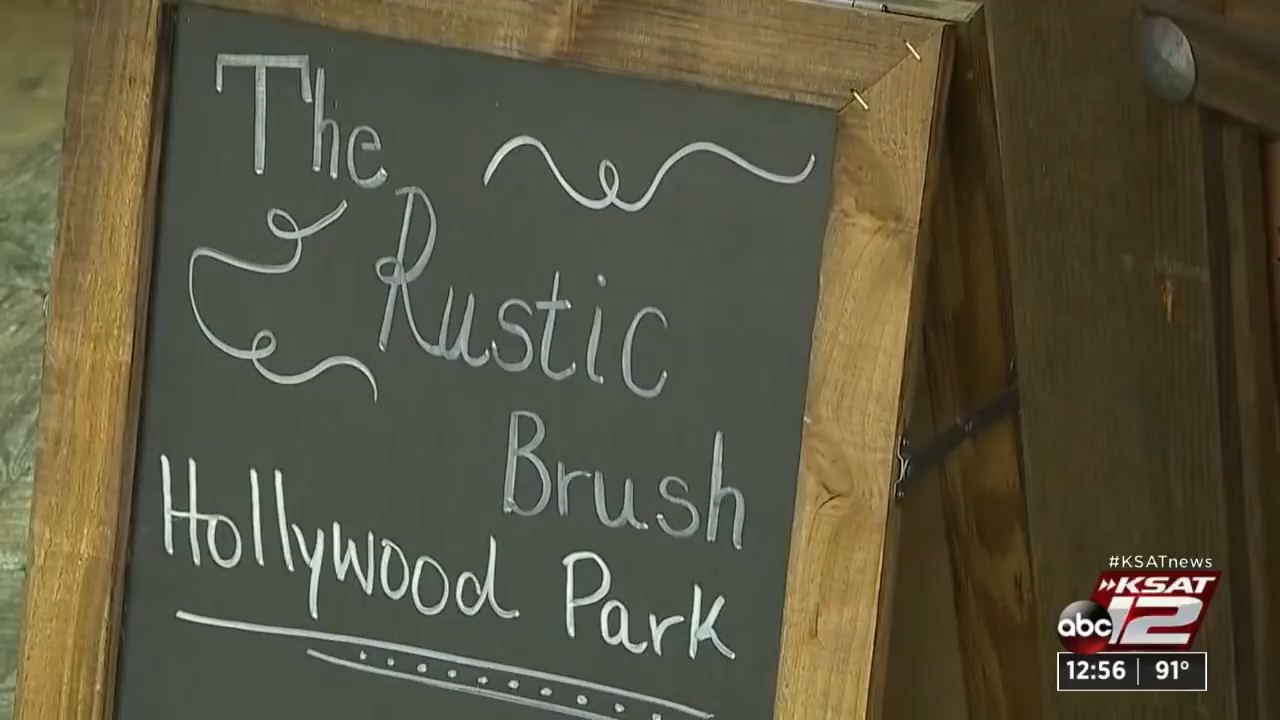 The
Rustic
Brush
Hollywood Park
#KSATnews
KSAT
abc 12
12:56 91°